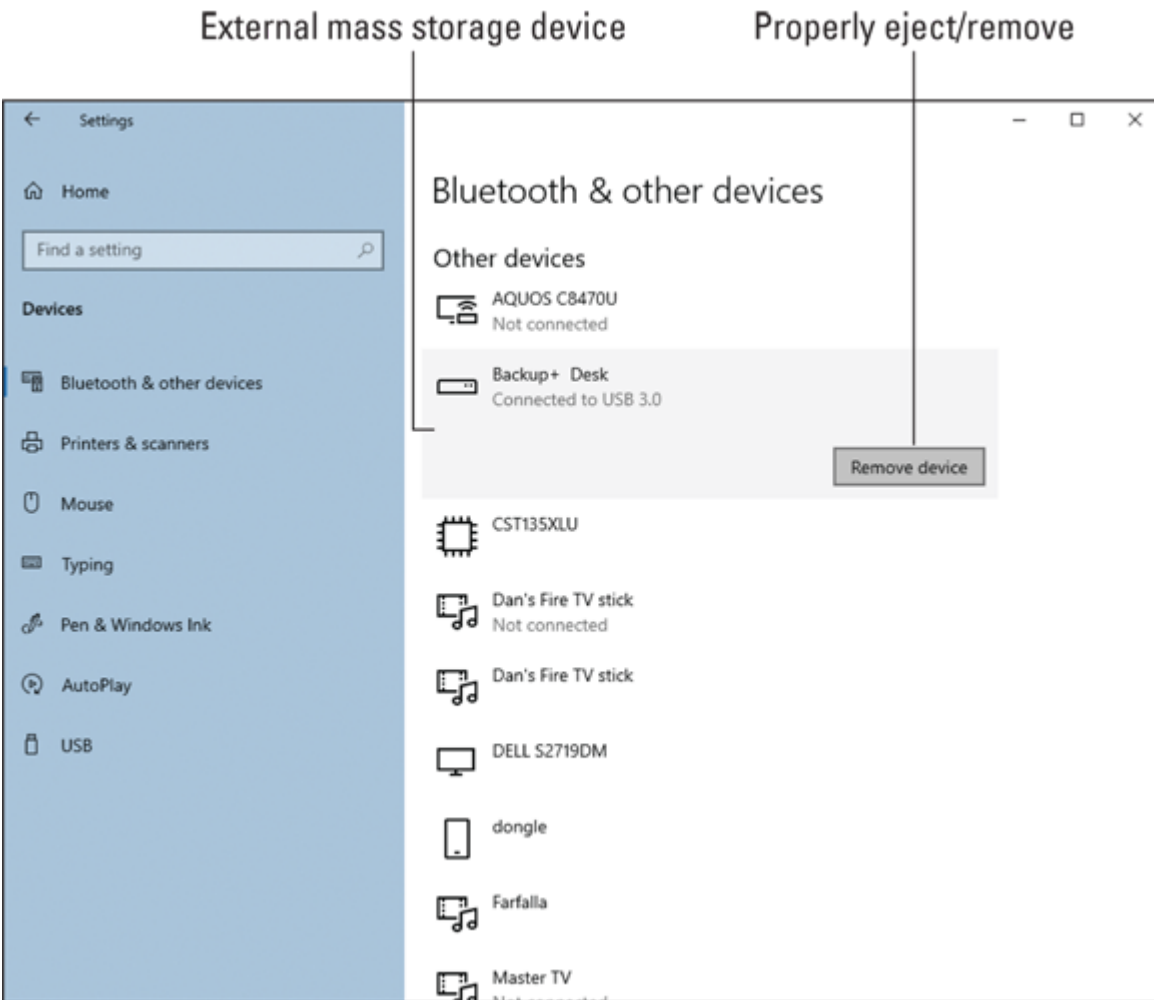 External mass storage device
Properly eject/remove
Settings
Home
Find a setting
Devices
Bluetooth & other devices
Printers & scanners
Mouse
Typing
Pen & Windows Ink
AutoPlay
USB
Bluetooth & other devices
Other devices
AQUOS C8470U
Not connected
Backup+ Desk
Connected to USB 3.0
Remove device
CST135XLU
Dan's Fire TV stick
Not connected
Dan's Fire TV stick
DELL S2719DM
dongle
Farfalla
Master TV
Not connected